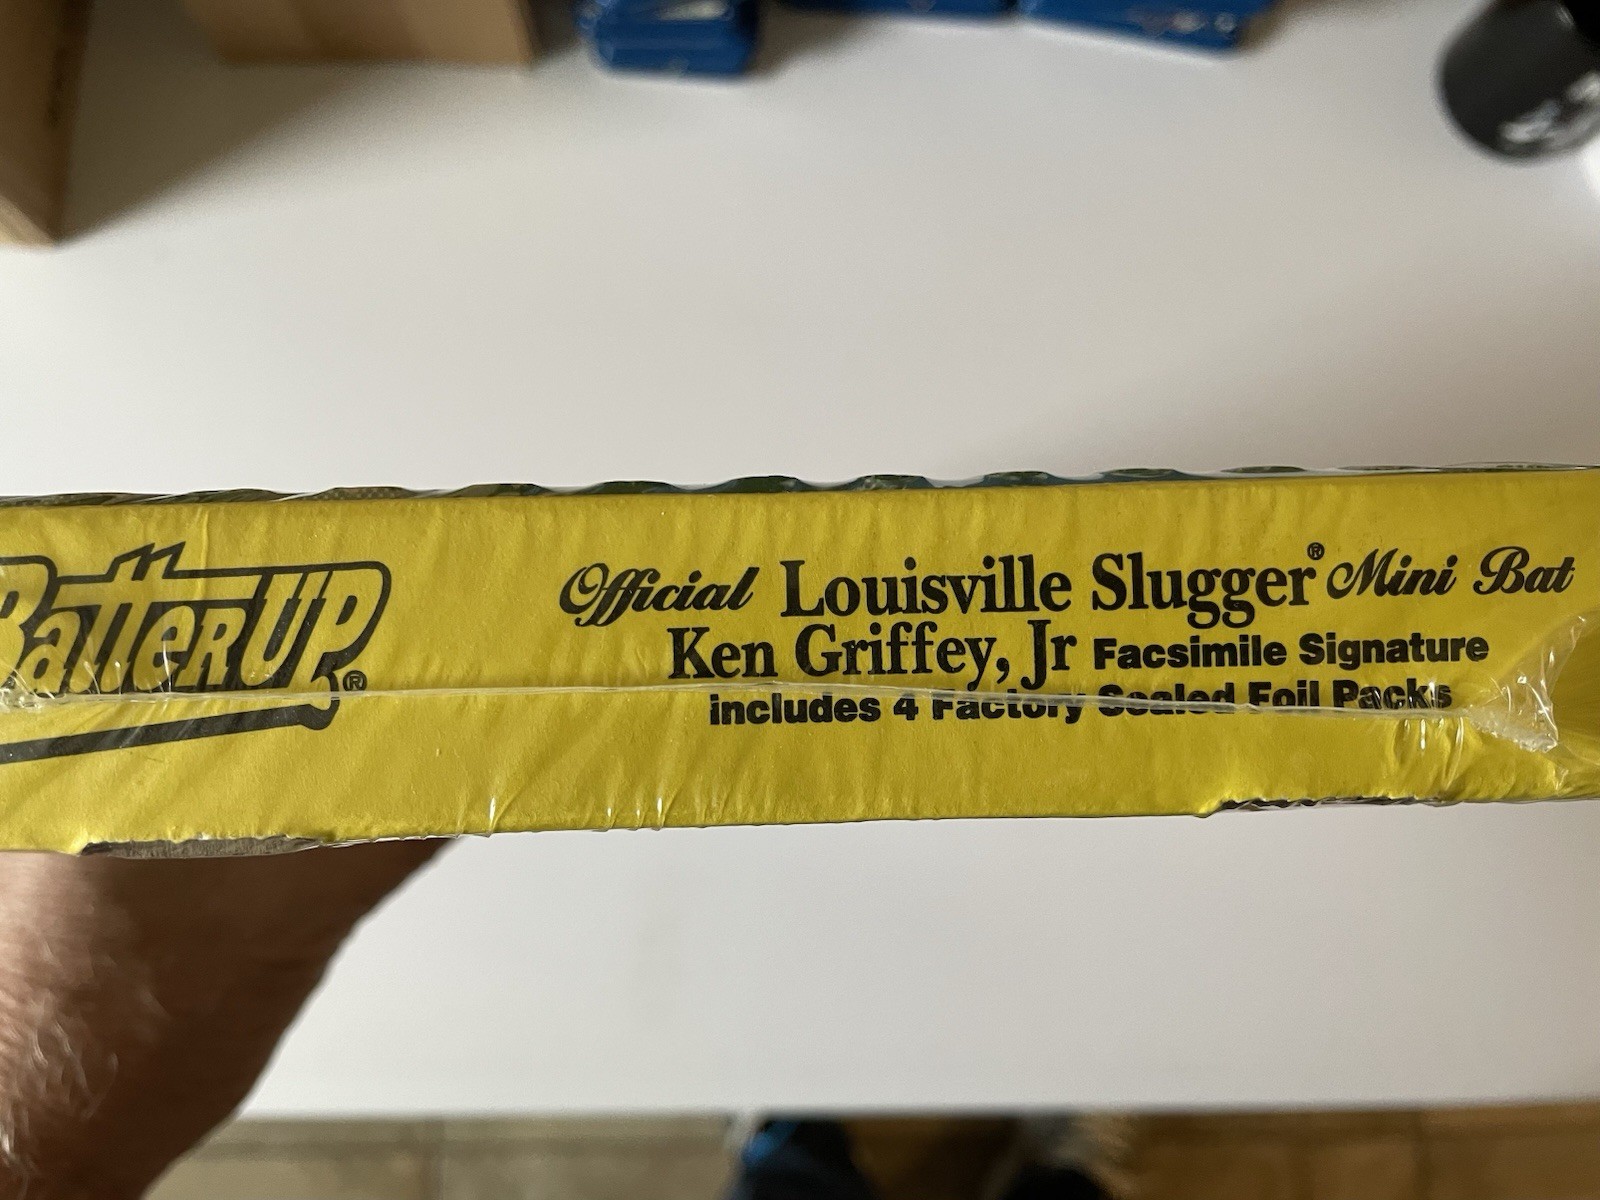 BatterUP®
Official Louisville Slugger® Mini Bat
Ken Griffey, Jr Facsimile Signature
includes 4 Factory Sealed Foil Packs